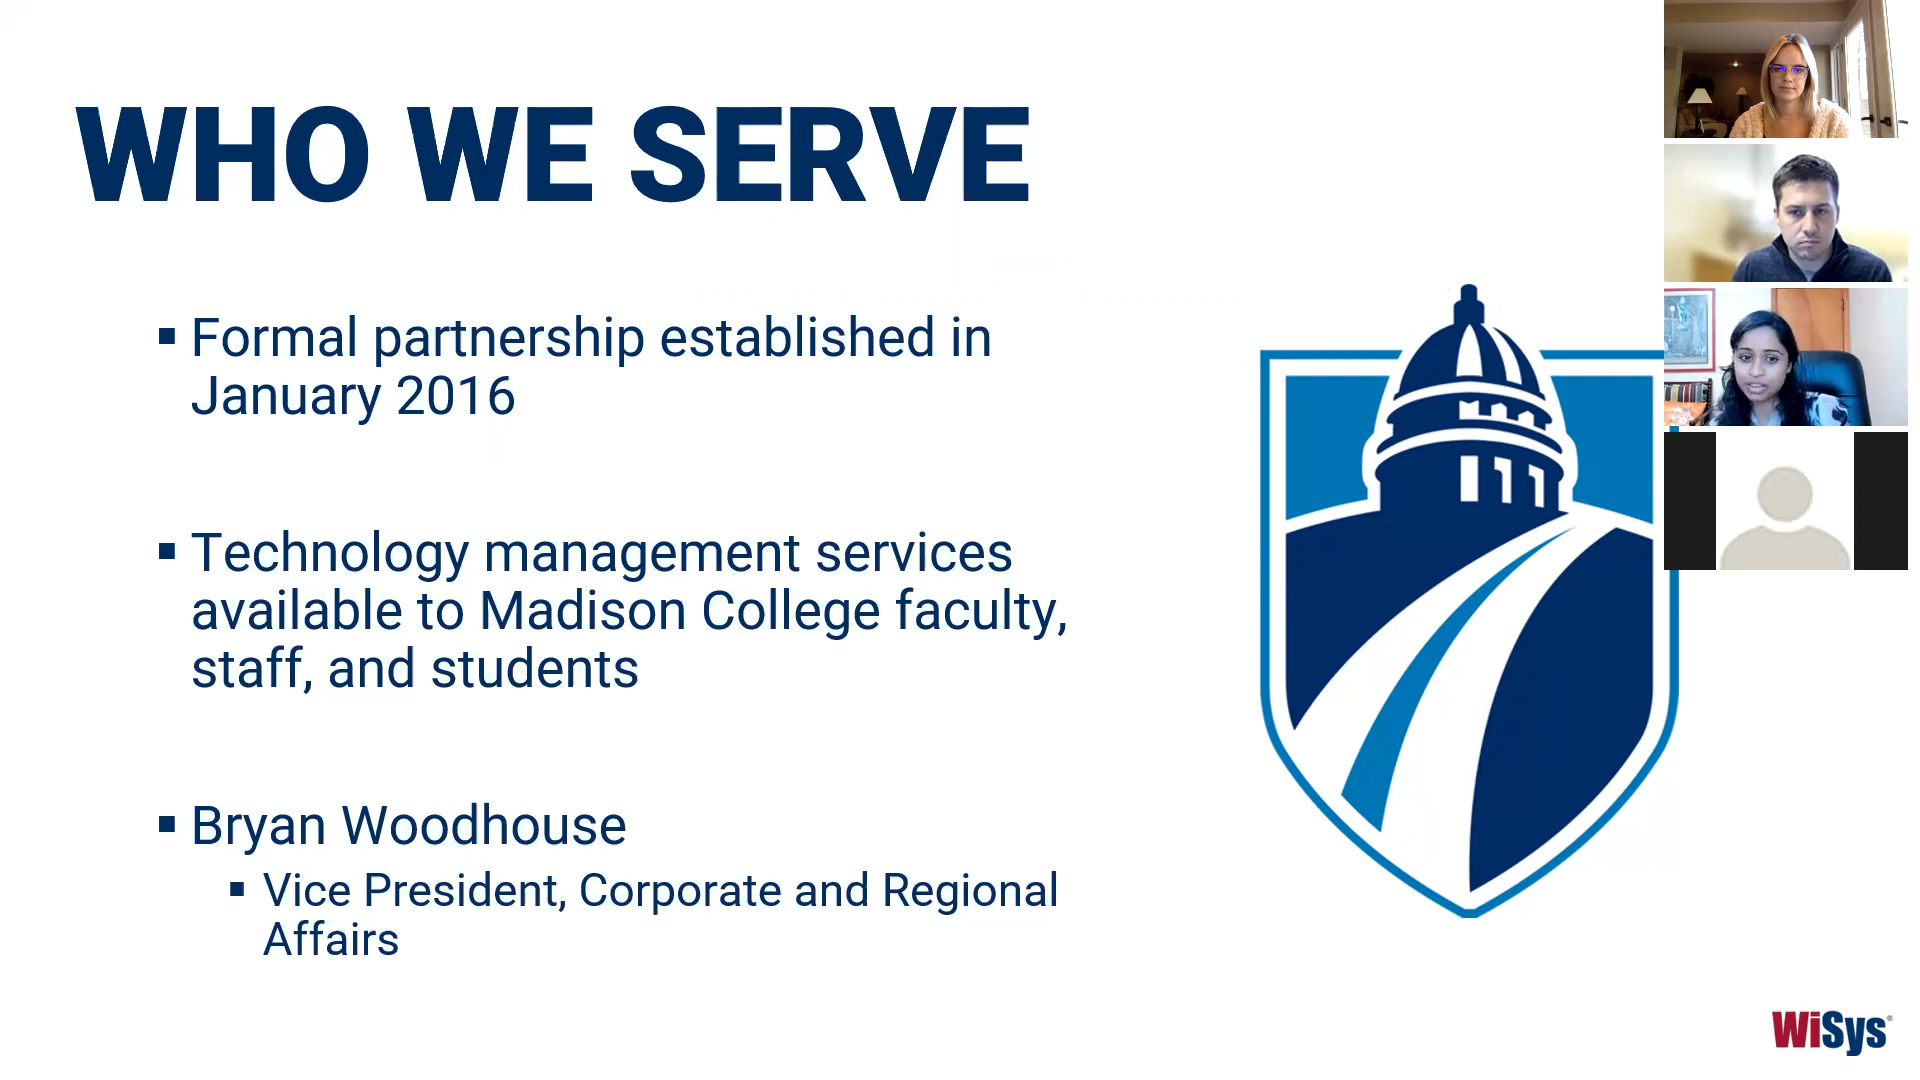 WHO WE SERVE
▪ Formal partnership established in
January 2016
▪ Technology management services
available to Madison College faculty,
staff, and students
▪ Bryan Woodhouse
▪ Vice President, Corporate and Regional
Affairs
WiSys®